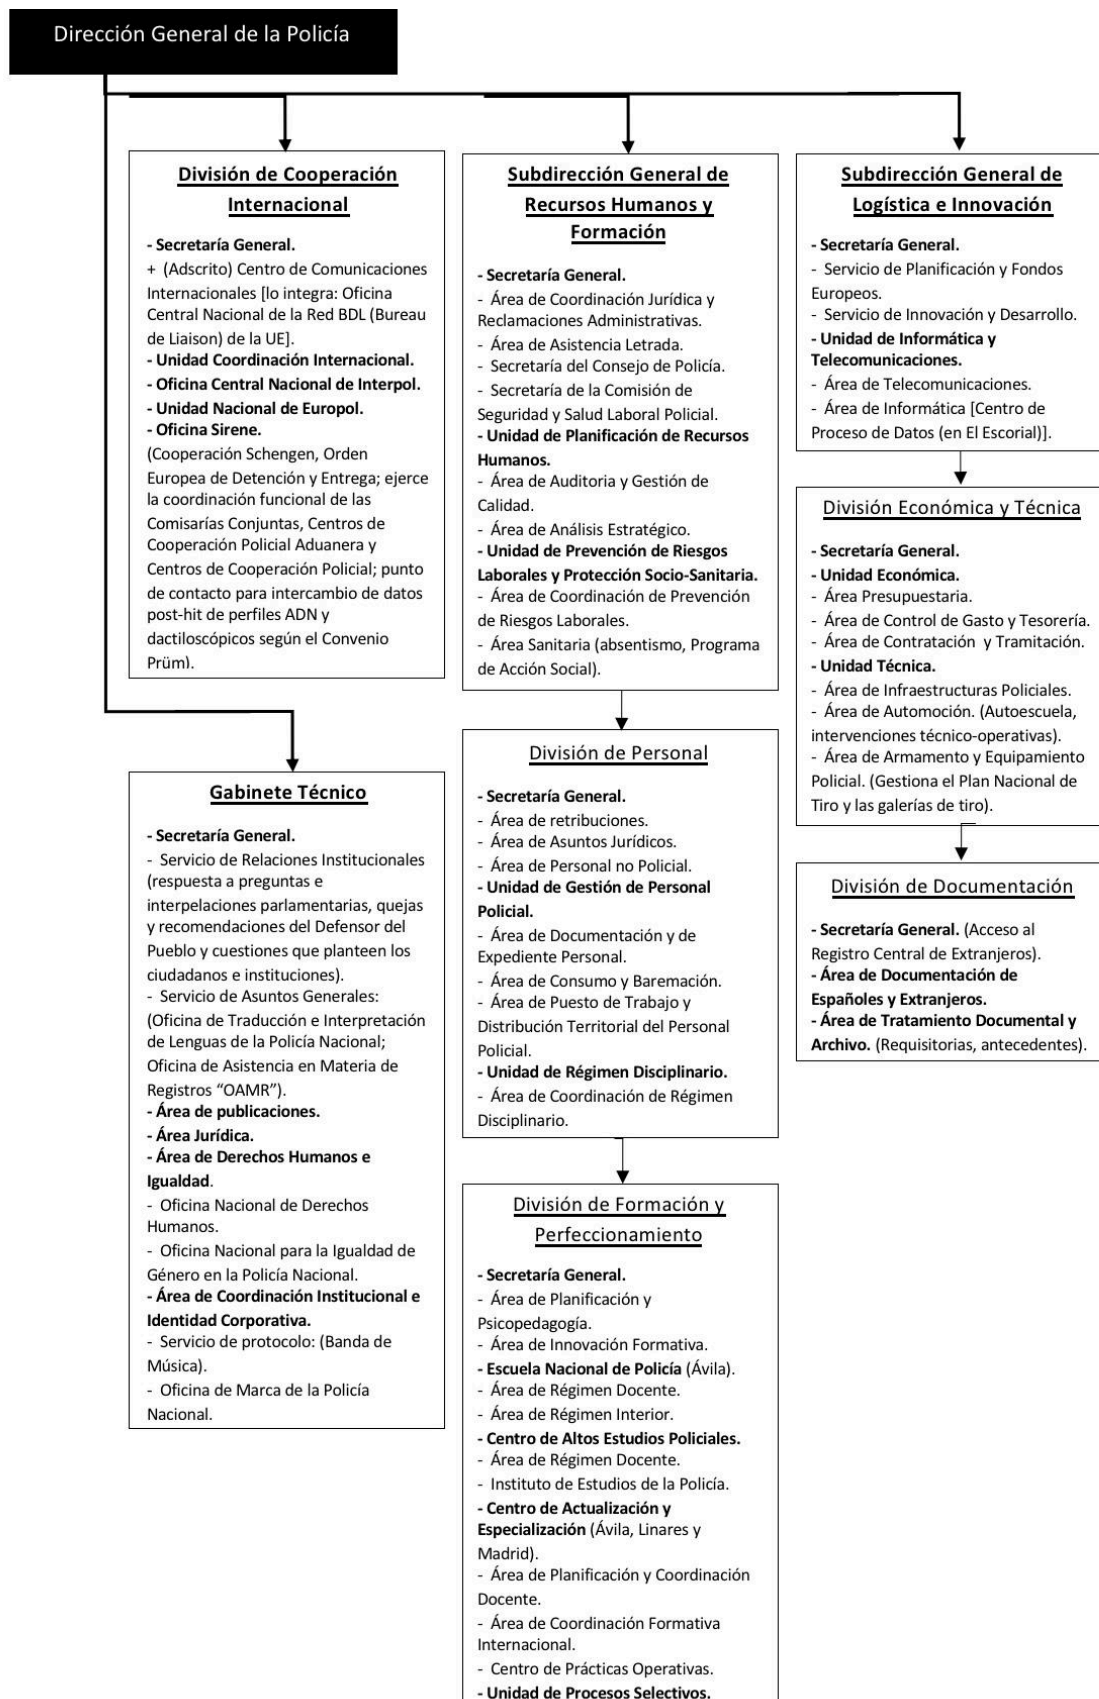 Dirección General de la Policía
División de Cooperación
Internacional
- Secretaría General.
+ (Adscrito) Centro de Comunicaciones
Internacionales [lo integra: Oficina
Central Nacional de la Red BDL (Bureau
de Liaison) de la UE].
- Unidad Coordinación Internacional.
- Oficina Central Nacional de Interpol.
- Unidad Nacional de Europol.
- Oficina Sirene.
(Cooperación Schengen, Orden
Europea de Detención y Entrega; ejerce
la coordinación funcional de las
Comisarías Conjuntas, Centros de
Cooperación Policial Aduanera y
Centros de Cooperación Policial; punto
de contacto para intercambio de datos
post-hit de perfiles ADN y
dactiloscópicos según el Convenio
Prüm).
Gabinete Técnico
- Secretaría General.
- Servicio de Relaciones Institucionales
(respuesta a preguntas e
interpelaciones parlamentarias, quejas
y recomendaciones del Defensor del
Pueblo y cuestiones que planteen los
ciudadanos e instituciones).
- Servicio de Asuntos Generales:
(Oficina de Traducción e Interpretación
de Lenguas de la Policía Nacional;
Oficina de Asistencia en Materia de
Registros “OAMR”).
- Área de publicaciones.
- Área Jurídica.
- Área de Derechos Humanos e
Igualdad.
- Oficina Nacional de Derechos
Humanos.
- Oficina Nacional para la Igualdad de
Género en la Policía Nacional.
- Área de Coordinación Institucional e
Identidad Corporativa.
- Servicio de protocolo: (Banda de
Música).
- Oficina de Marca de la Policía
Nacional.
Subdirección General de
Recursos Humanos y
Formación
- Secretaría General.
- Área de Coordinación Jurídica y
Reclamaciones Administrativas.
- Área de Asistencia Letrada.
- Secretaría del Consejo de Policía.
- Secretaría de la Comisión de
Seguridad y Salud Laboral Policial.
- Unidad de Planificación de Recursos
Humanos.
- Área de Auditoria y Gestión de
Calidad.
- Área de Análisis Estratégico.
- Unidad de Prevención de Riesgos
Laborales y Protección Socio-Sanitaria.
- Área de Coordinación de Prevención
de Riesgos Laborales.
- Área Sanitaria (absentismo, Programa
de Acción Social).
División de Personal
- Secretaría General.
- Área de retribuciones.
- Área de Asuntos Jurídicos.
- Área de Personal no Policial.
- Unidad de Gestión de Personal
Policial.
- Área de Documentación y de
Expediente Personal.
- Área de Consumo y Baremación.
- Área de Puesto de Trabajo y
Distribución Territorial del Personal
Policial.
- Unidad de Régimen Disciplinario.
- Área de Coordinación de Régimen
Disciplinario.
División de Formación y
Perfeccionamiento
- Secretaría General.
- Área de Planificación y
Psicopedagogía.
- Área de Innovación Formativa.
- Escuela Nacional de Policía (Ávila).
- Área de Régimen Docente.
- Área de Régimen Interior.
- Centro de Altos Estudios Policiales.
- Área de Régimen Docente.
- Instituto de Estudios de la Policía.
- Centro de Actualización y
Especialización (Ávila, Linares y
Madrid).
- Área de Planificación y Coordinación
Docente.
- Área de Coordinación Formativa
Internacional.
- Centro de Prácticas Operativas.
- Unidad de Procesos Selectivos.
Subdirección General de
Logística e Innovación
- Secretaría General.
- Servicio de Planificación y Fondos
Europeos.
- Servicio de Innovación y Desarrollo.
- Unidad de Informática y
Telecomunicaciones.
- Área de Telecomunicaciones.
- Área de Informática [Centro de
Proceso de Datos (en El Escorial)].
División Económica y Técnica
- Secretaría General.
- Unidad Económica.
- Área Presupuestaria.
- Área de Control de Gasto y Tesorería.
- Área de Contratación y Tramitación.
- Unidad Técnica.
- Área de Infraestructuras Policiales.
- Área de Automoción. (Autoescuela,
intervenciones técnico-operativas).
- Área de Armamento y Equipamiento
Policial. (Gestiona el Plan Nacional de
Tiro y las galerías de tiro).
División de Documentación
- Secretaría General. (Acceso al
Registro Central de Extranjeros).
- Área de Documentación de
Españoles y Extranjeros.
- Área de Tratamiento Documental y
Archivo. (Requisitorias, antecedentes).